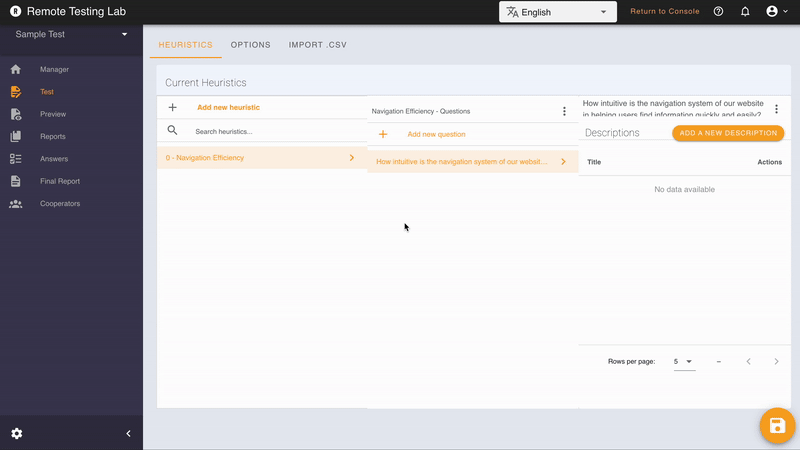 R Remote Testing Lab
English
Return to Console
Sample Test
Manager
Test
Preview
Reports
Answers
Final Report
Cooperators
HEURISTICS
OPTIONS
IMPORT .CSV
Current Heuristics
Add new heuristic
Search heuristics...
0 - Navigation Efficiency
Navigation Efficiency - Questions
Add new question
How intuitive is the navigation system of our websit...
How intuitive is the navigation system of our website
in helping users find information quickly and easily?
Descriptions
ADD A NEW DESCRIPTION
Title
Actions
No data available
Rows per page:
5
–